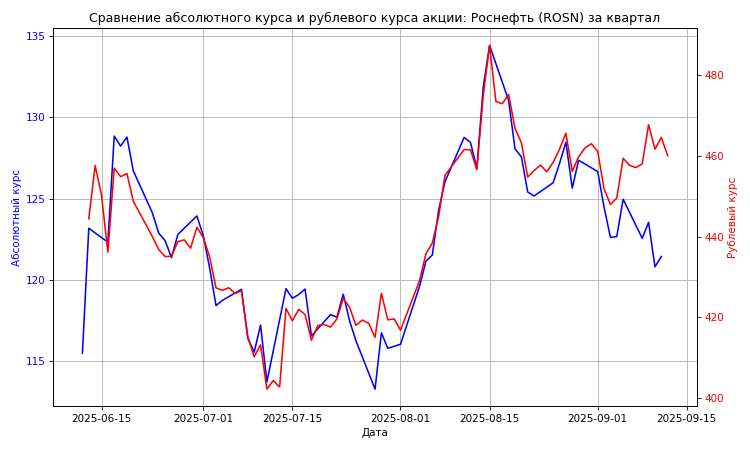 Сравнение абсолютного курса и рублевого курса акции: Роснефть (ROSN) за квартал
135
130
125
120
115
Абсолютный курс
480
460
440
420
400
Рублевый курс
2025-06-15 2025-07-01 2025-07-15 2025-08-01 2025-08-15 2025-09-01 2025-09-15
Дата